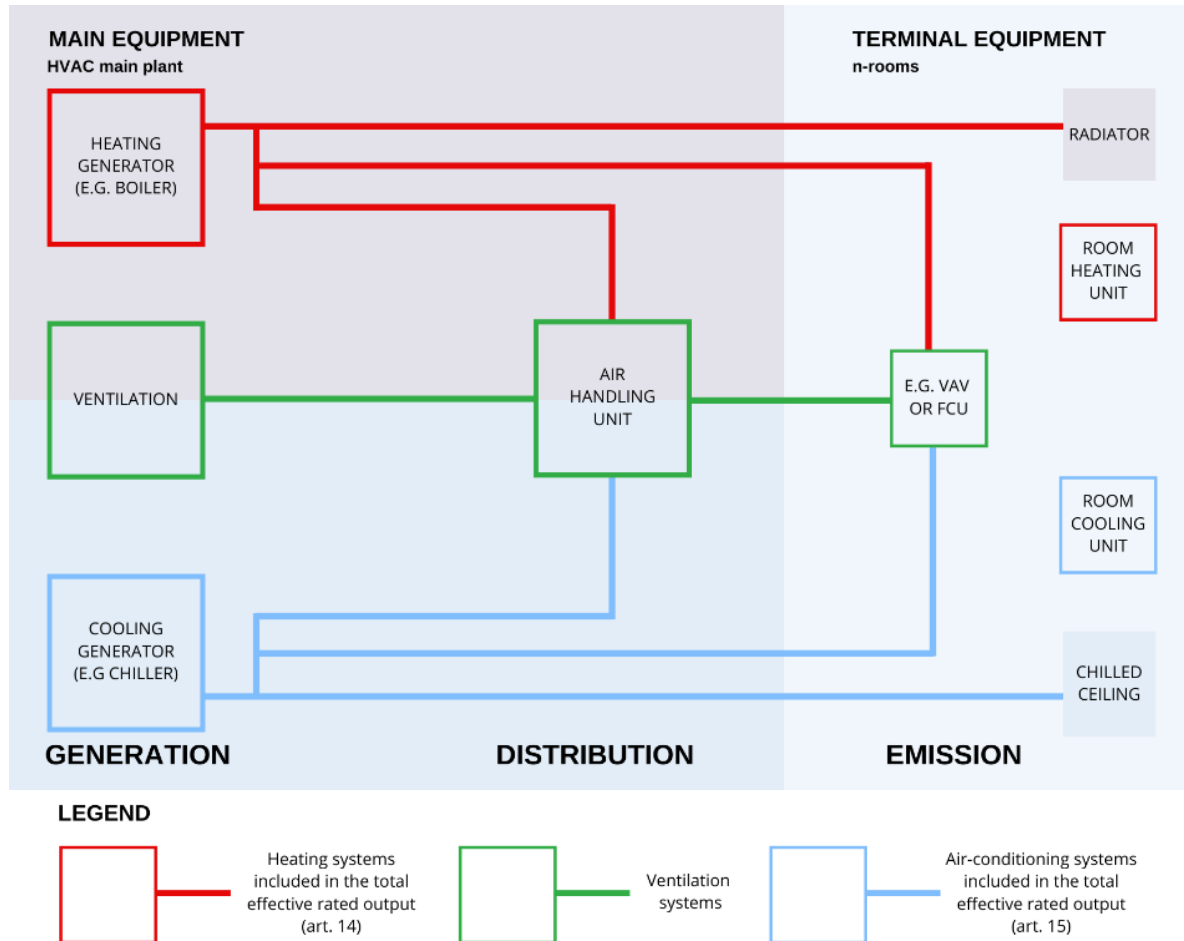 MAIN EQUIPMENT
HVAC main plant
TERMINAL EQUIPMENT
n-rooms
HEATING
GENERATOR
(E.G. BOILER)
RADIATOR
ROOM
HEATING
UNIT
VENTILATION
AIR
HANDLING
UNIT
E.G. VAV
OR FCU
ROOM
COOLING
UNIT
COOLING
GENERATOR
(E.G CHILLER)
CHILLED
CEILING
GENERATION
DISTRIBUTION
EMISSION
LEGEND
Heating systems
included in the total
effective rated output
(art. 14)
Ventilation
systems
Air-conditioning systems
included in the total
effective rated output
(art. 15)